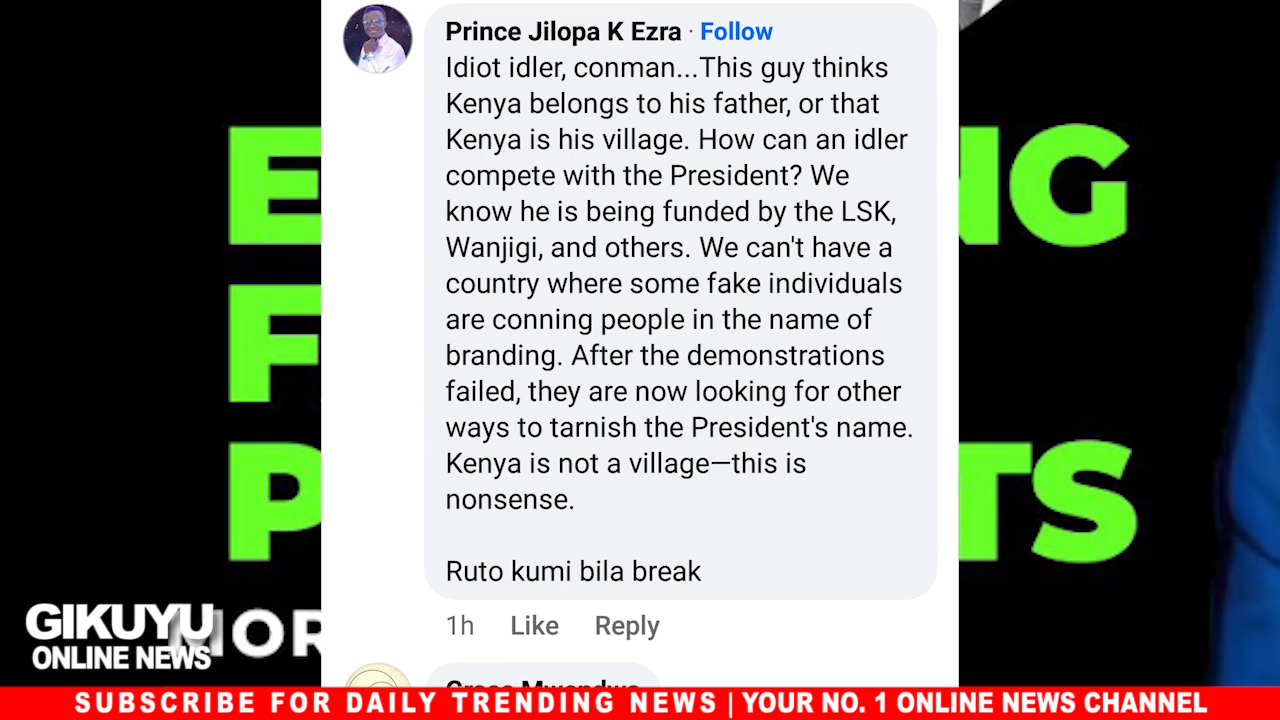 Prince Jilopa K Ezra · Follow
Idiot idler, conman...This guy thinks
Kenya belongs to his father, or that
Kenya is his village. How can an idler
compete with the President? We
know he is being funded by the LSK,
Wanjigi, and others. We can't have a
country where some fake individuals
are conning people in the name of
branding. After the demonstrations
failed, they are now looking for other
ways to tarnish the President's name.
Kenya is not a village—this is
nonsense.
Ruto kumi bila break
1h Like Reply
GIKUYU
ONLINE NEWS
SUBSCRIBE FOR DAILY TRENDING NEWS | YOUR NO. 1 ONLINE NEWS CHANNEL